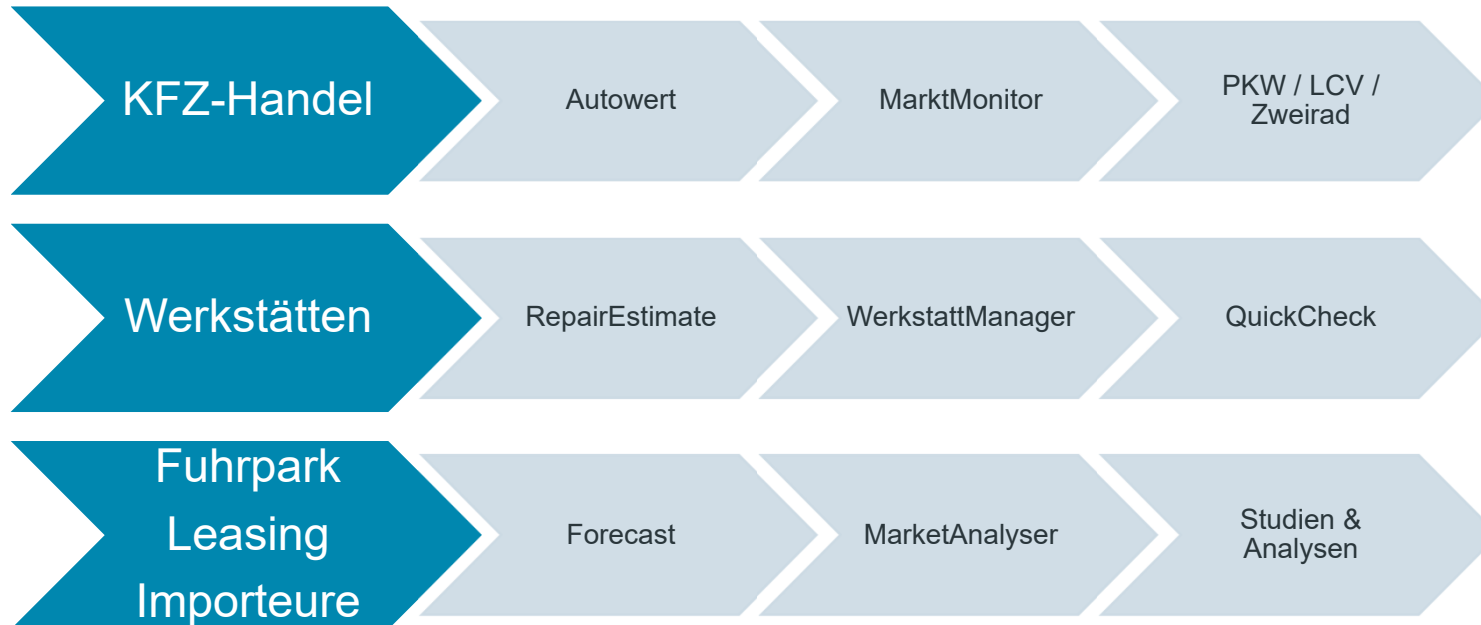 KFZ-Handel
Autowert
MarktMonitor
PKW / LCV /
Zweirad
Werkstätten
RepairEstimate
WerkstattManager
QuickCheck
Fuhrpark
Leasing
Importeure
Forecast
MarketAnalyser
Studien &
Analysen